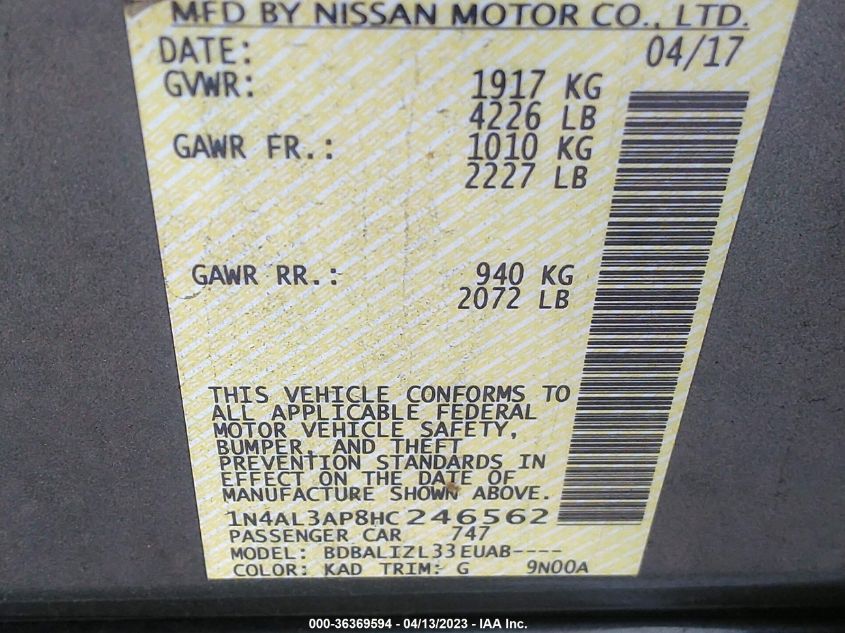 MFD BY NISSAN MOTOR CO., LTD.
DATE: 04/17
GVWR: 1917 KG
4226 LB
GAWR FR.: 1010 KG
2227 LB
GAWR RR.: 940 KG
2072 LB
THIS VEHICLE CONFORMS TO
ALL APPLICABLE FEDERAL
MOTOR VEHICLE SAFETY,
BUMPER, AND THEFT
PREVENTION STANDARDS IN
EFFECT ON THE DATE OF
MANUFACTURE SHOWN ABOVE.
1N4AL3AP8HC246562
PASSENGER CAR 747
MODEL: BDBALIZL33EUAB----
COLOR: KAD TRIM: G 9N00A
000-36369594 - 04/13/2023 - IAA Inc.